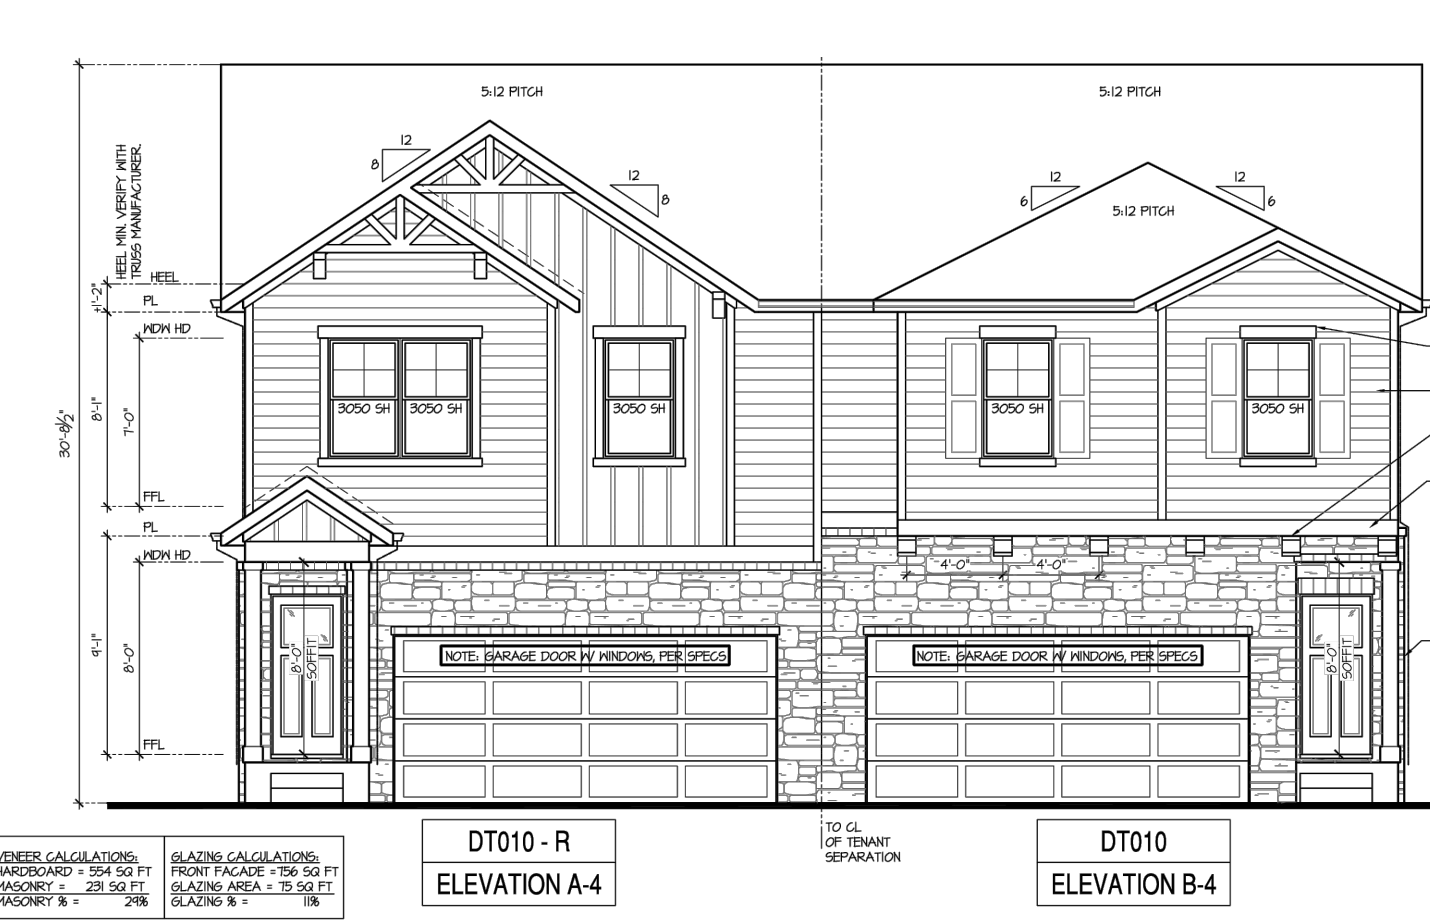 5:12 PITCH
5:12 PITCH
12
8
12
8
12
6
12
6
5:12 PITCH
HEEL MIN. VERIFY WITH
TRUSS MANUFACTURER.
HEEL
±1'-2"
PL
WDW HD
30'-8½"
8'-1"
7'-0"
3050 SH
3050 SH
3050 SH
3050 SH
3050 SH
FFL
PL
WDW HD
4'-0"
4'-0"
9'-1"
8'-0"
8'-0"
SOFFIT
8'-0"
SOFFIT
NOTE: GARAGE DOOR W/ WINDOWS, PER SPECS
NOTE: GARAGE DOOR W/ WINDOWS, PER SPECS
FFL
TO CL
OF TENANT
SEPARATION
DT010 - R
ELEVATION A-4
DT010
ELEVATION B-4
VENEER CALCULATIONS:
HARDBOARD = 554 SQ FT
MASONRY = 231 SQ FT
MASONRY % = 29%
GLAZING CALCULATIONS:
FRONT FACADE =756 SQ FT
GLAZING AREA = 75 SQ FT
GLAZING % = 11%